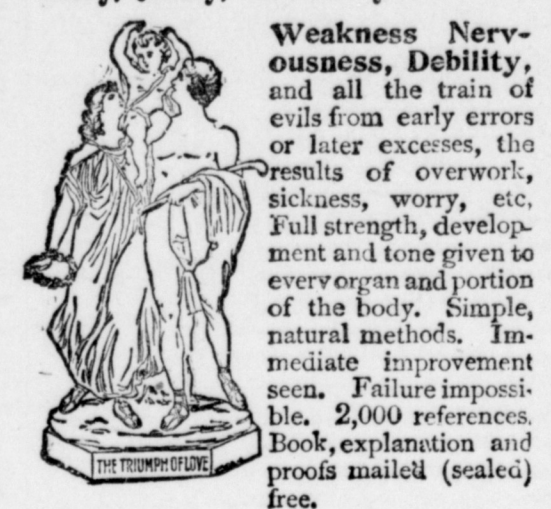 Weakness Nerv-
ousness, Debility,
and all the train of
evils from early errors
or later excesses, the
results of overwork,
sickness, worry, etc,
Full strength, develop-
ment and tone given to
every organ and portion
of the body. Simple,
natural methods. Im-
mediate improvement
seen. Failure impossi-
ble. 2,000 references.
Book, explanation and
proofs mailed (sealed)
free.
THE TRIUMPH OF LOVE